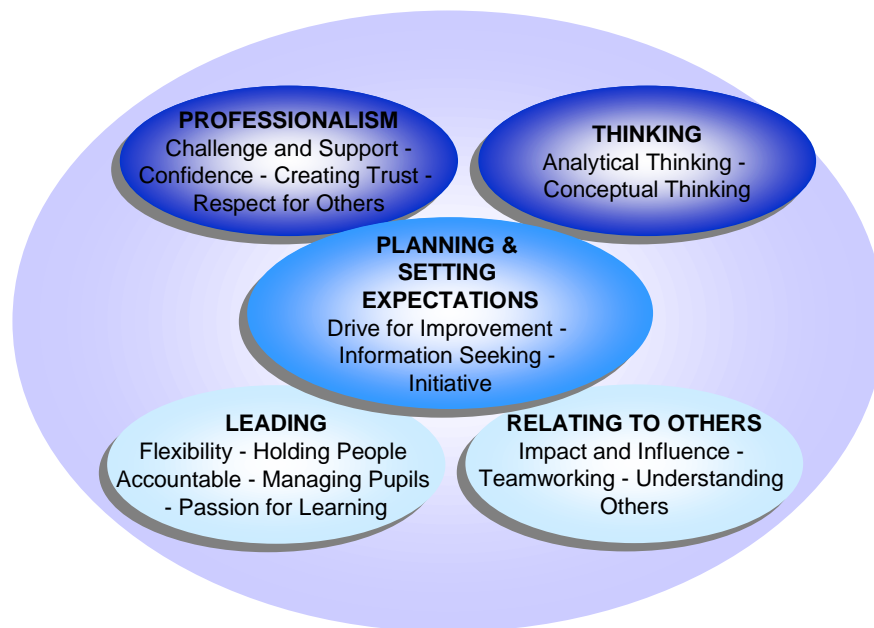 PROFESSIONALISM
Challenge and Support -
Confidence - Creating Trust -
Respect for Others
THINKING
Analytical Thinking -
Conceptual Thinking
PLANNING &
SETTING
EXPECTATIONS
Drive for Improvement -
Information Seeking -
Initiative
LEADING
Flexibility - Holding People
Accountable - Managing Pupils
- Passion for Learning
RELATING TO OTHERS
Impact and Influence -
Teamworking - Understanding
Others